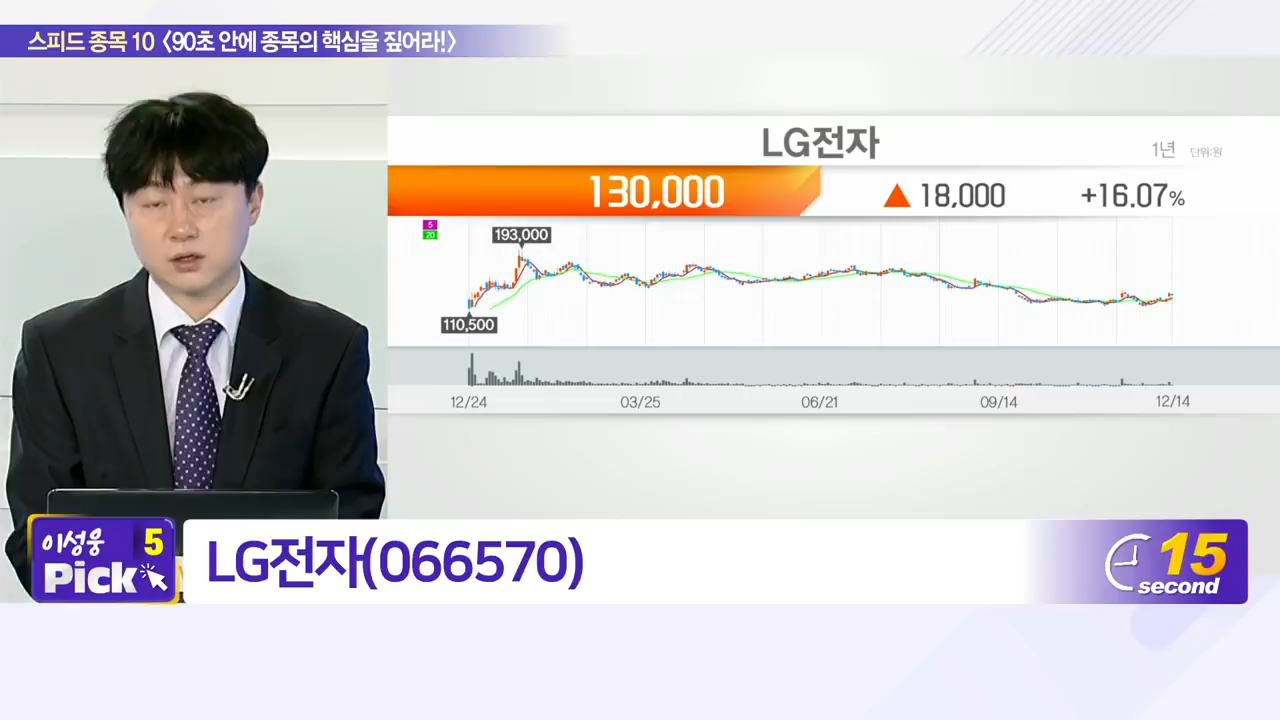 스피드 종목 10 <90초 안에 종목의 핵심을 짚어라!>
LG전자
1년 단위:원
130,000 ▲ 18,000 +16.07%
5
20
193,000
110,500
12/24 03/25 06/21 09/14 12/14
이성웅 5
Pick
LG전자(066570)
15
second